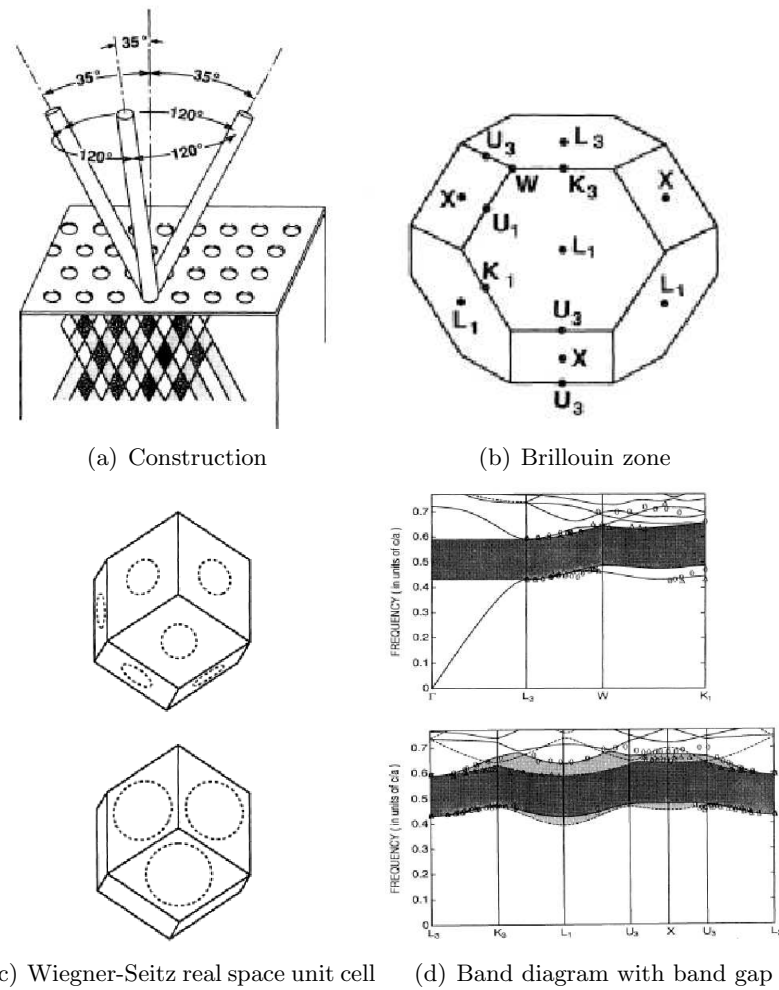 35°
35°
35°
120°
120°
120°
(a) Construction
U3
L3
W
K3
X
X
U1
L1
K1
L1
L1
U3
X
U3
(b) Brillouin zone
c) Wiegner-Seitz real space unit cell
FREQUENCY ( in units of c/a )
0.7
0.6
0.5
0.4
0.3
0.2
0.1
0
Γ
L3
W
K1
FREQUENCY ( in units of c/a )
0.7
0.6
0.5
0.4
0.3
0.2
0.1
0
L3
K3
L1
U3
X
U3
(d) Band diagram with band gap